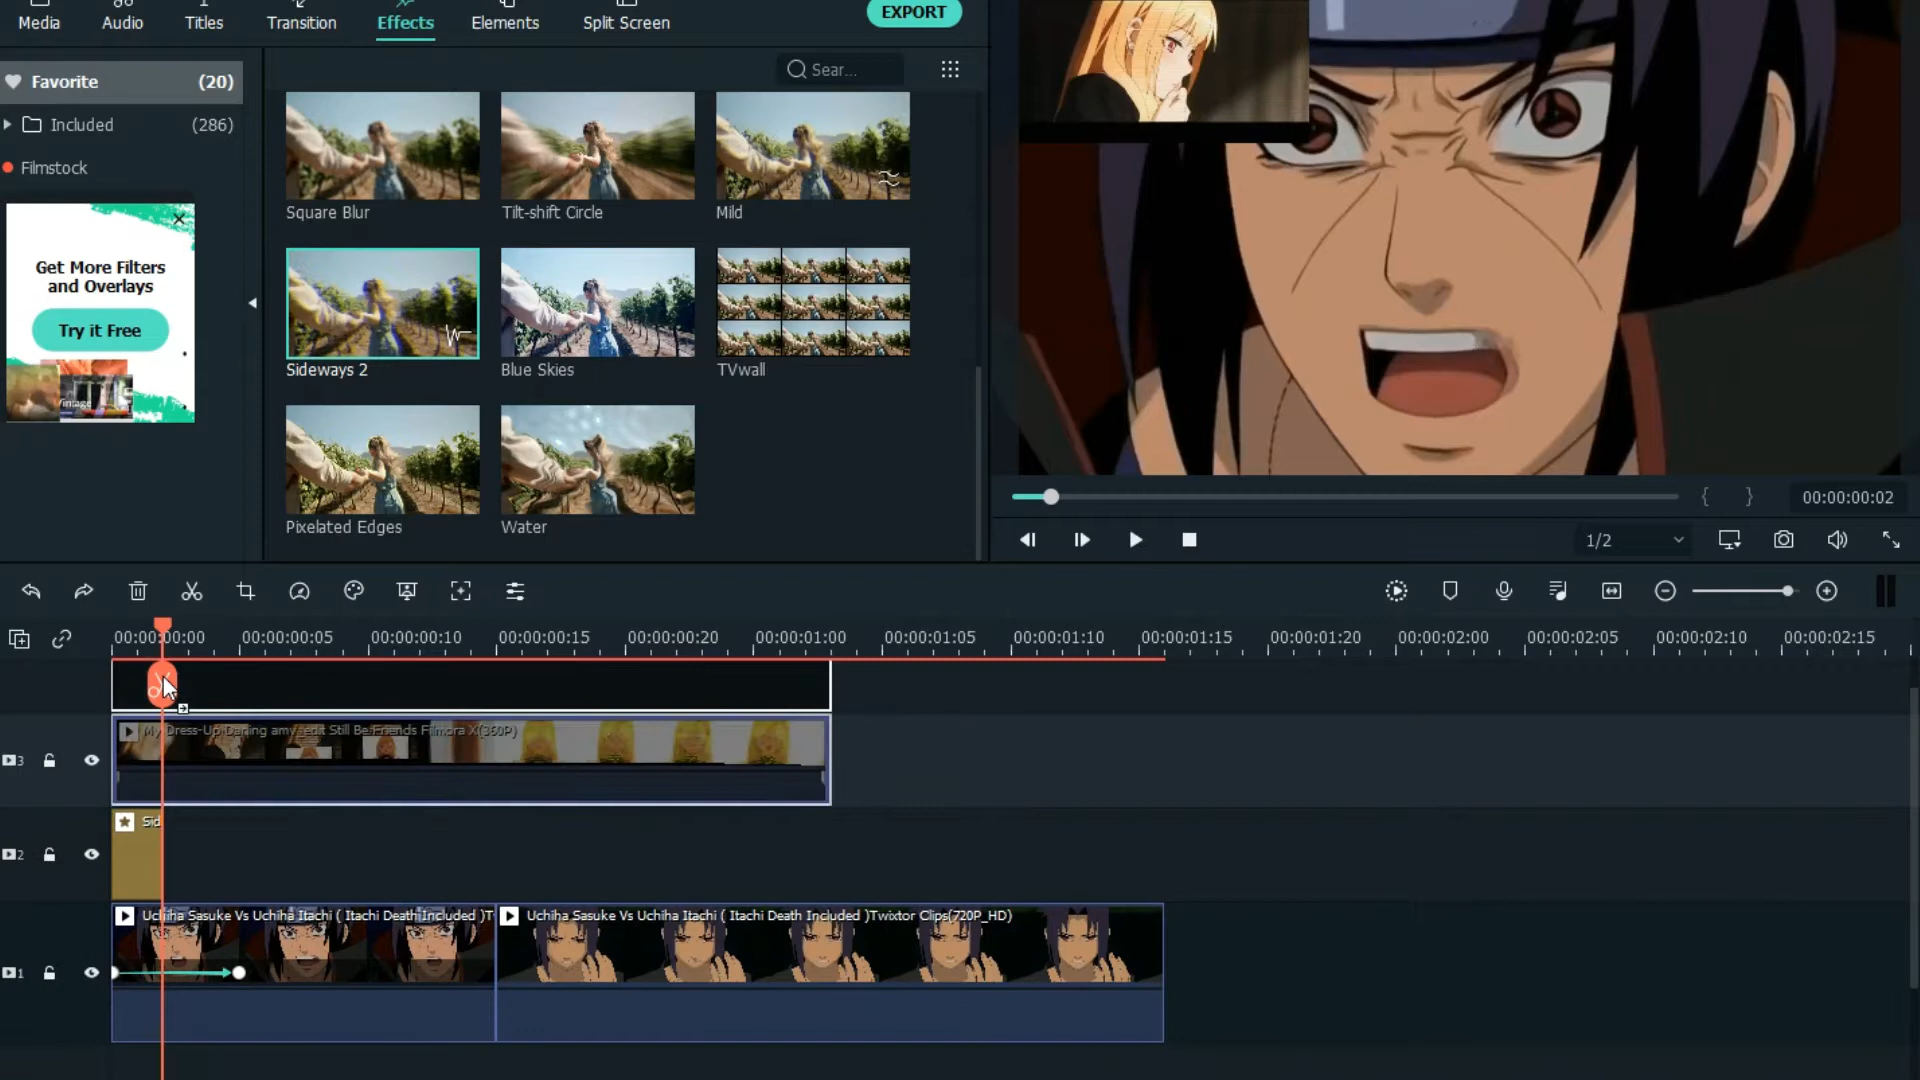 Media
Audio
Titles
Transition
Effects
Elements
Split Screen
EXPORT
Favorite
(20)
Included
(286)
Filmstock
Sear...
Get More Filters
and Overlays
Try it Free
Square Blur
Tilt-shift Circle
Mild
Sideways 2
Blue Skies
TVwall
Pixelated Edges
Water
00:00:00:02
1/2
00:00:00:00
00:00:00:05
00:00:00:10
00:00:00:15
00:00:00:20
00:00:01:00
00:00:01:05
00:00:01:10
00:00:01:15
00:00:01:20
00:00:02:00
00:00:02:05
00:00:02:10
00:00:02:15
My Dress-Up Darling amv-edit Still Be Friends Filmora X(360P)
3
Sid
2
Uchiha Sasuke Vs Uchiha Itachi ( Itachi Death Included )T
Uchiha Sasuke Vs Uchiha Itachi ( Itachi Death Included )Twixtor Clips(720P_HD)
1